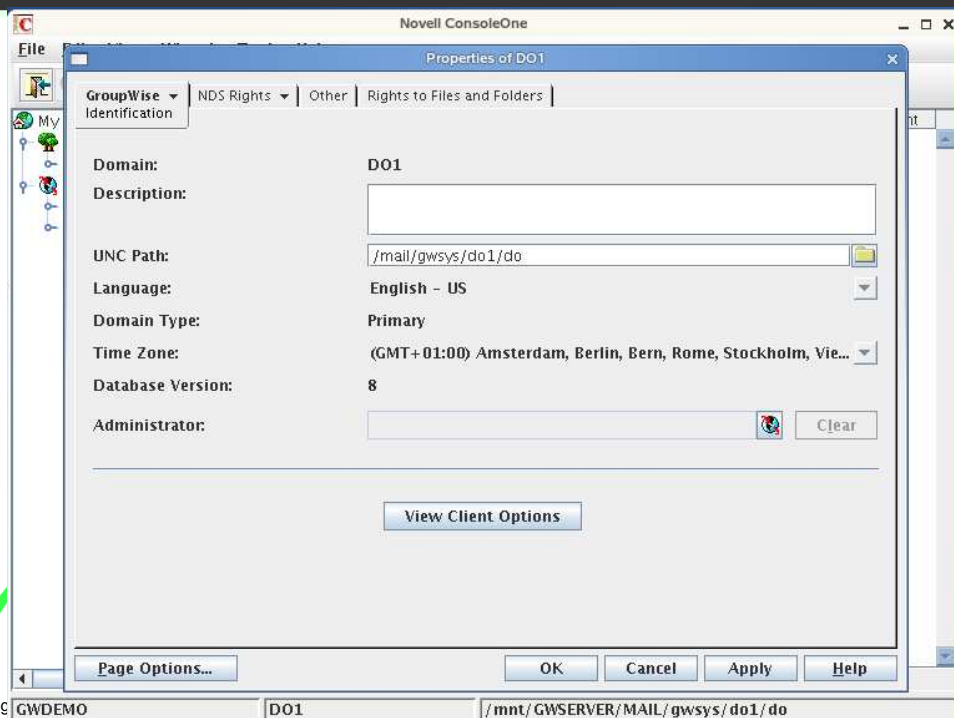 Novell ConsoleOne
File
Properties of DO1
GroupWise
Identification
NDS Rights
Other
Rights to Files and Folders
My
Domain:
DO1
Description:
UNC Path:
/mail/gwsys/do1/do
Language:
English - US
Domain Type:
Primary
Time Zone:
(GMT+01:00) Amsterdam, Berlin, Bern, Rome, Stockholm, Vie...
Database Version:
8
Administrator:
Clear
View Client Options
Page Options...
OK
Cancel
Apply
Help
GWDEMO
DO1
/mnt/GWSERVER/MAIL/gwsys/do1/do